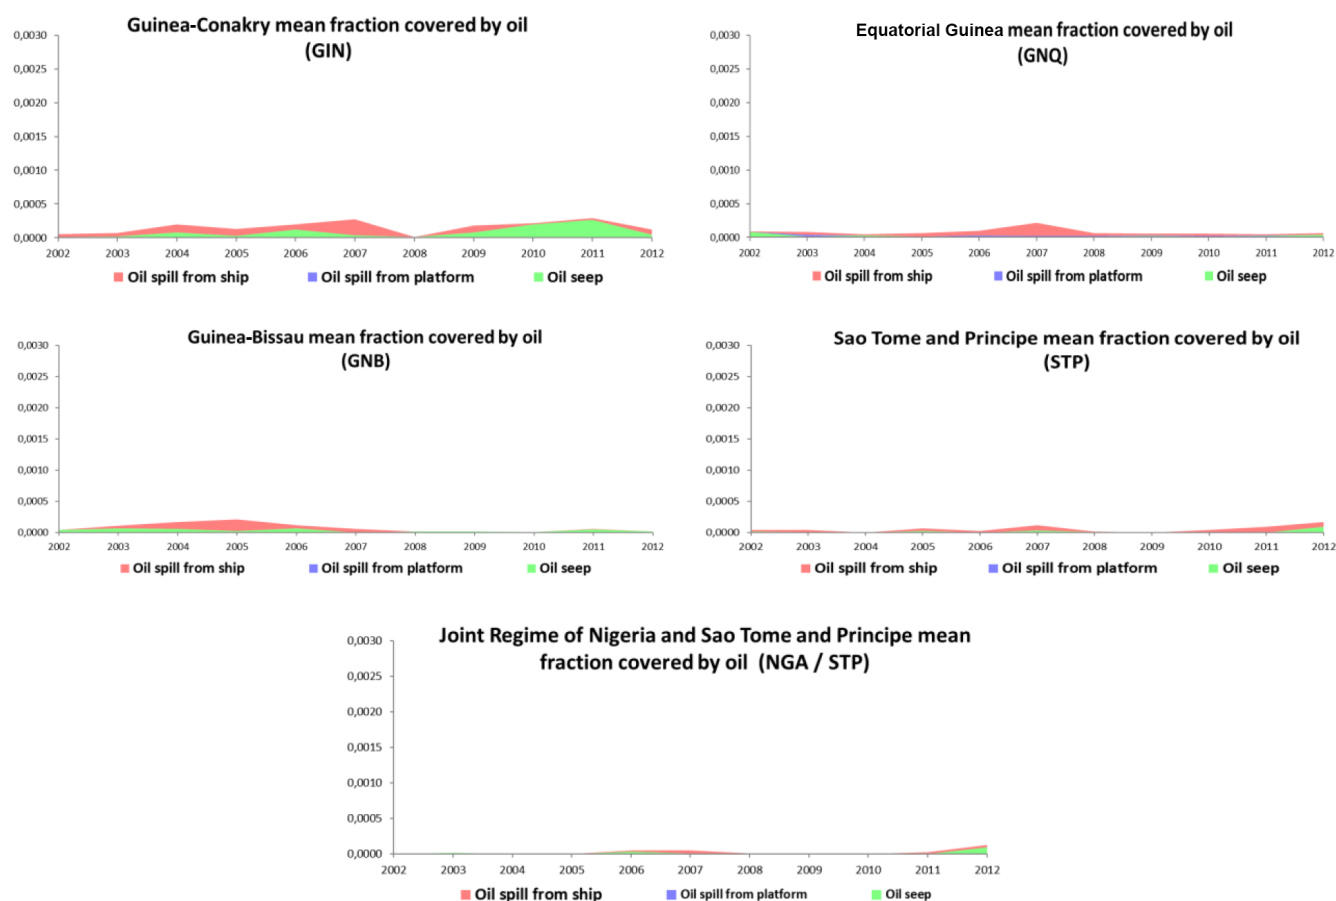 Guinea-Conakry mean fraction covered by oil
(GIN)
0,0030
0,0025
0,0020
0,0015
0,0010
0,0005
0,0000
2002 2003 2004 2005 2006 2007 2008 2009 2010 2011 2012
Oil spill from ship Oil spill from platform Oil seep
Equatorial Guinea mean fraction covered by oil
(GNQ)
0,0030
0,0025
0,0020
0,0015
0,0010
0,0005
0,0000
2002 2003 2004 2005 2006 2007 2008 2009 2010 2011 2012
Oil spill from ship Oil spill from platform Oil seep
Guinea-Bissau mean fraction covered by oil
(GNB)
0,0030
0,0025
0,0020
0,0015
0,0010
0,0005
0,0000
2002 2003 2004 2005 2006 2007 2008 2009 2010 2011 2012
Oil spill from ship Oil spill from platform Oil seep
Sao Tome and Principe mean fraction covered by oil
(STP)
0,0030
0,0025
0,0020
0,0015
0,0010
0,0005
0,0000
2002 2003 2004 2005 2006 2007 2008 2009 2010 2011 2012
Oil spill from ship Oil spill from platform Oil seep
Joint Regime of Nigeria and Sao Tome and Principe mean
fraction covered by oil (NGA / STP)
0,0030
0,0025
0,0020
0,0015
0,0010
0,0005
0,0000
2002 2003 2004 2005 2006 2007 2008 2009 2010 2011 2012
Oil spill from ship Oil spill from platform Oil seep